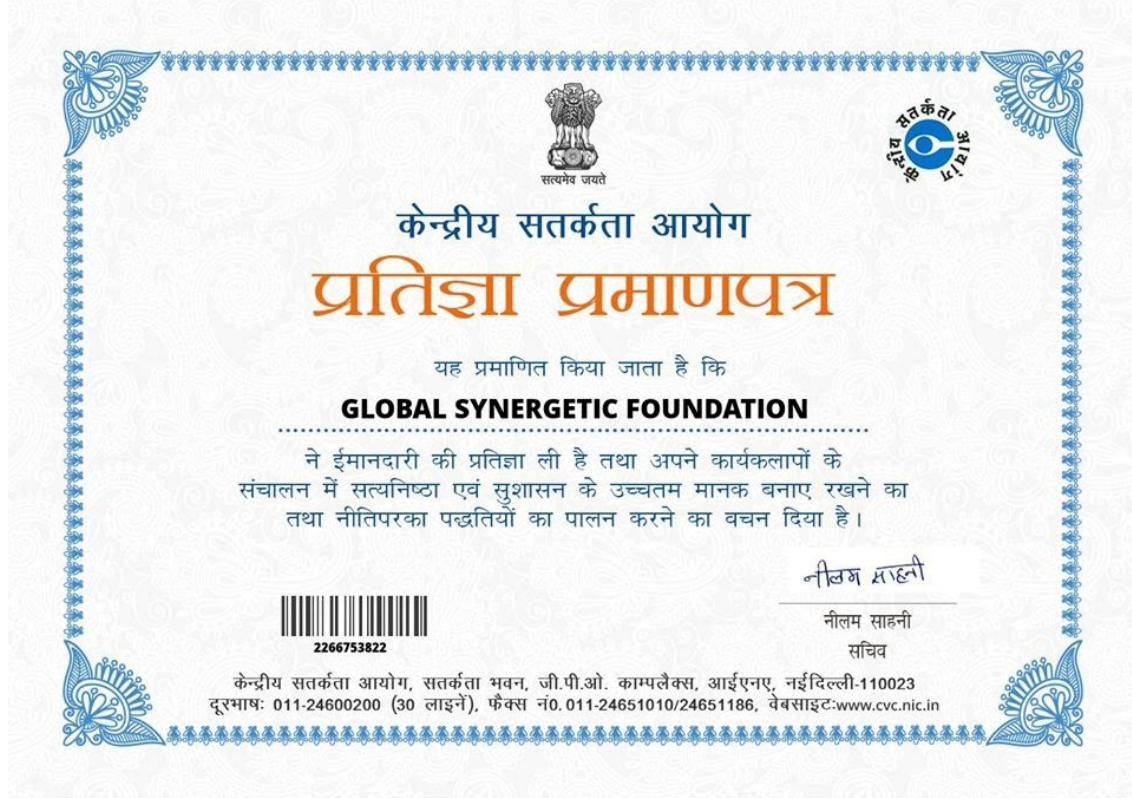 सत्यमेव जयते
केन्द्रीय सतर्कता आयोग
केन्द्रीय सतर्कता आयोग
प्रतिज्ञा प्रमाणपत्र
यह प्रमाणित किया जाता है कि
GLOBAL SYNERGETIC FOUNDATION
ने ईमानदारी की प्रतिज्ञा ली है तथा अपने कार्यकलापों के
संचालन में सत्यनिष्ठा एवं सुशासन के उच्चतम मानक बनाए रखने का
तथा नीतिपरका पद्धतियों का पालन करने का वचन दिया है।
नीलम साहनी
नीलम साहनी
सचिव
2266753822
केन्द्रीय सतर्कता आयोग, सतर्कता भवन, जी.पी.ओ. काम्पलैक्स, आईएनए, नईदिल्ली-110023
दूरभाषः 011-24600200 (30 लाइनें), फैक्स नं0. 011-24651010/24651186, वेबसाइटःwww.cvc.nic.in